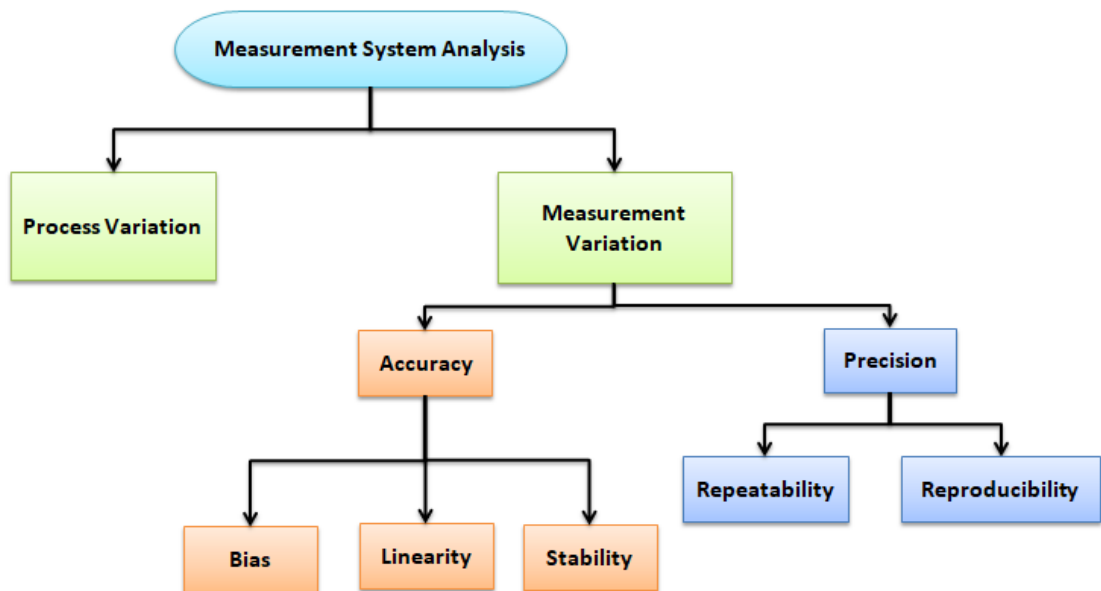 Measurement System Analysis
Process Variation
Measurement
Variation
Accuracy
Precision
Repeatability
Reproducibility
Bias
Linearity
Stability